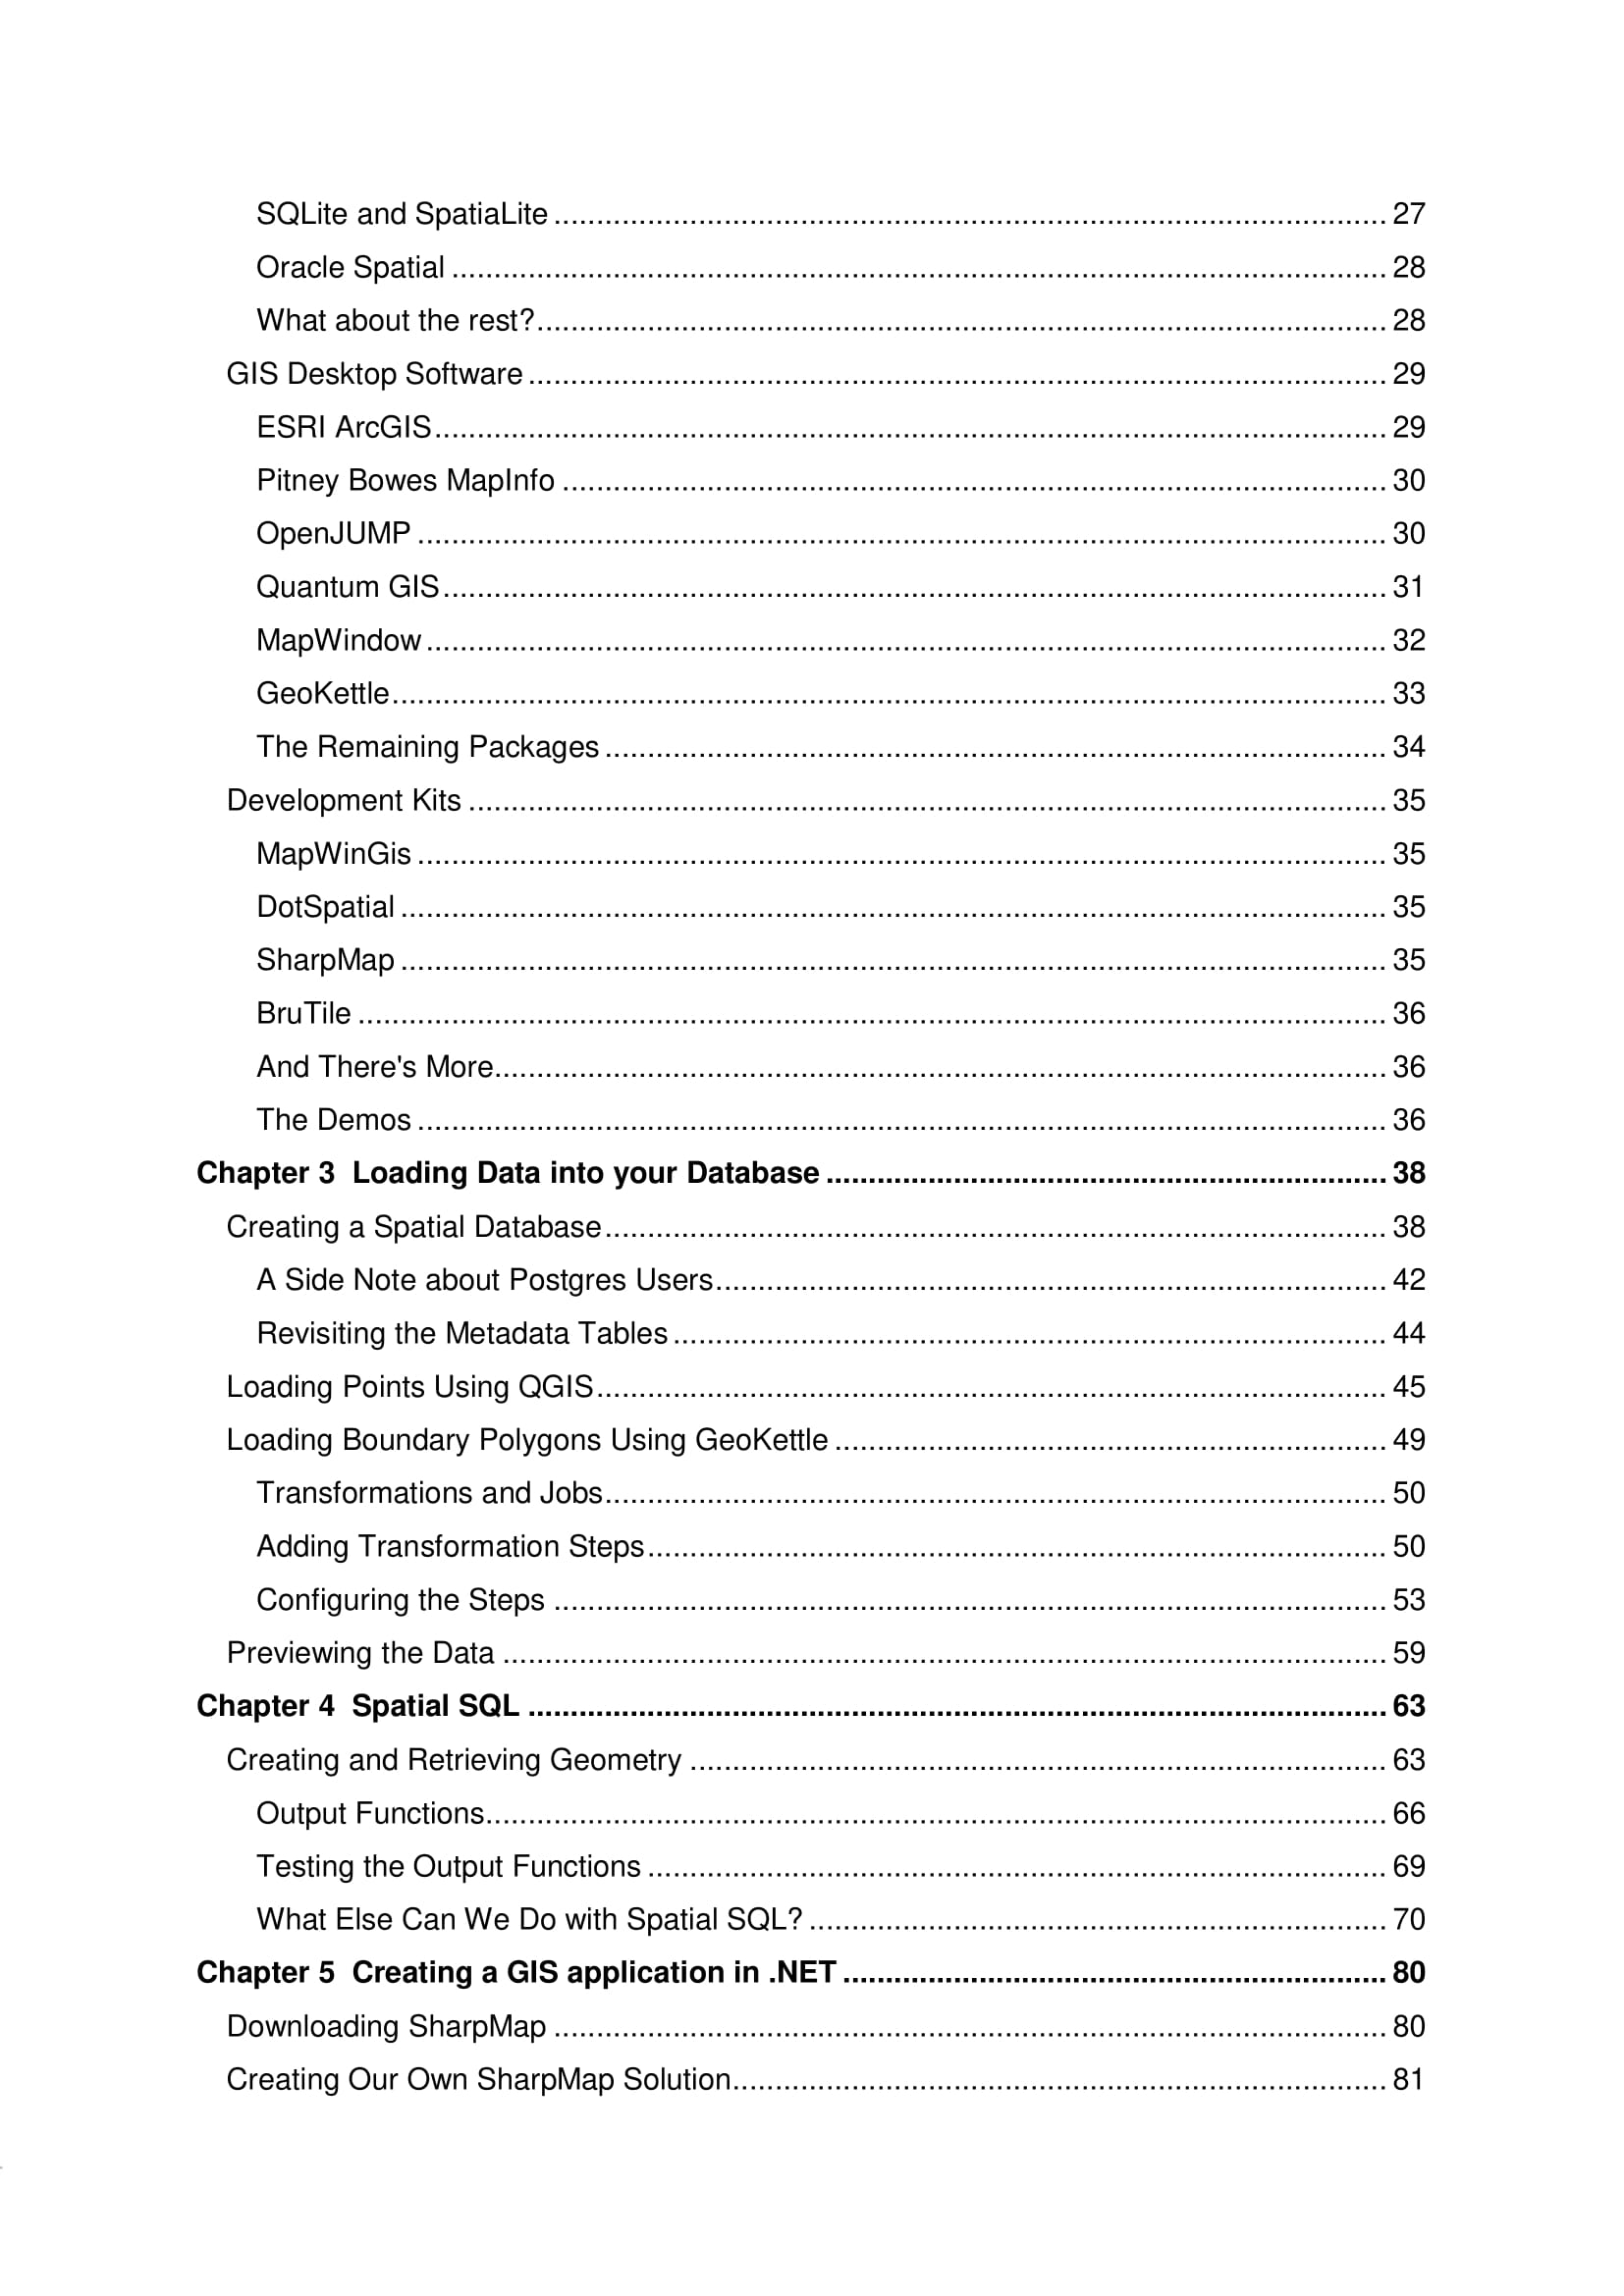 SQLite and SpatiaLite ........ 27
Oracle Spatial ........ 28
What about the rest? ........ 28
GIS Desktop Software ........ 29
ESRI ArcGIS ........ 29
Pitney Bowes MapInfo ........ 30
OpenJUMP ........ 30
Quantum GIS ........ 31
MapWindow ........ 32
GeoKettle ........ 33
The Remaining Packages ........ 34
Development Kits ........ 35
MapWinGis ........ 35
DotSpatial ........ 35
SharpMap ........ 35
BruTile ........ 36
And There's More ........ 36
The Demos ........ 36
Chapter 3 Loading Data into your Database ........ 38
Creating a Spatial Database ........ 38
A Side Note about Postgres Users ........ 42
Revisiting the Metadata Tables ........ 44
Loading Points Using QGIS ........ 45
Loading Boundary Polygons Using GeoKettle ........ 49
Transformations and Jobs ........ 50
Adding Transformation Steps ........ 50
Configuring the Steps ........ 53
Previewing the Data ........ 59
Chapter 4 Spatial SQL ........ 63
Creating and Retrieving Geometry ........ 63
Output Functions ........ 66
Testing the Output Functions ........ 69
What Else Can We Do with Spatial SQL? ........ 70
Chapter 5 Creating a GIS application in .NET ........ 80
Downloading SharpMap ........ 80
Creating Our Own SharpMap Solution ........ 81